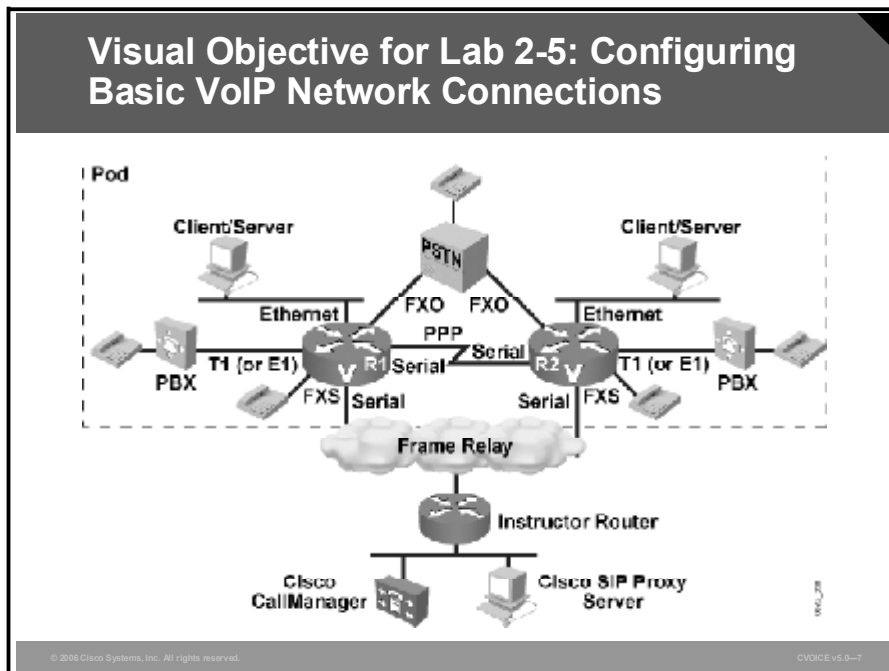 Visual Objective for Lab 2-5: Configuring
Basic VoIP Network Connections
Pod
Client/Server
Client/Server
PSTN
FXO
FXO
Ethernet
Ethernet
PPP
Serial
T1 (or E1)
R1
Serial
R2
T1 (or E1)
PBX
V
V
PBX
FXS
Serial
Serial
FXS
Frame Relay
Instructor Router
Cisco
CallManager
Cisco SIP Proxy
Server
© 2006 Cisco Systems, Inc. All rights reserved.
CVOICE v5.0—7